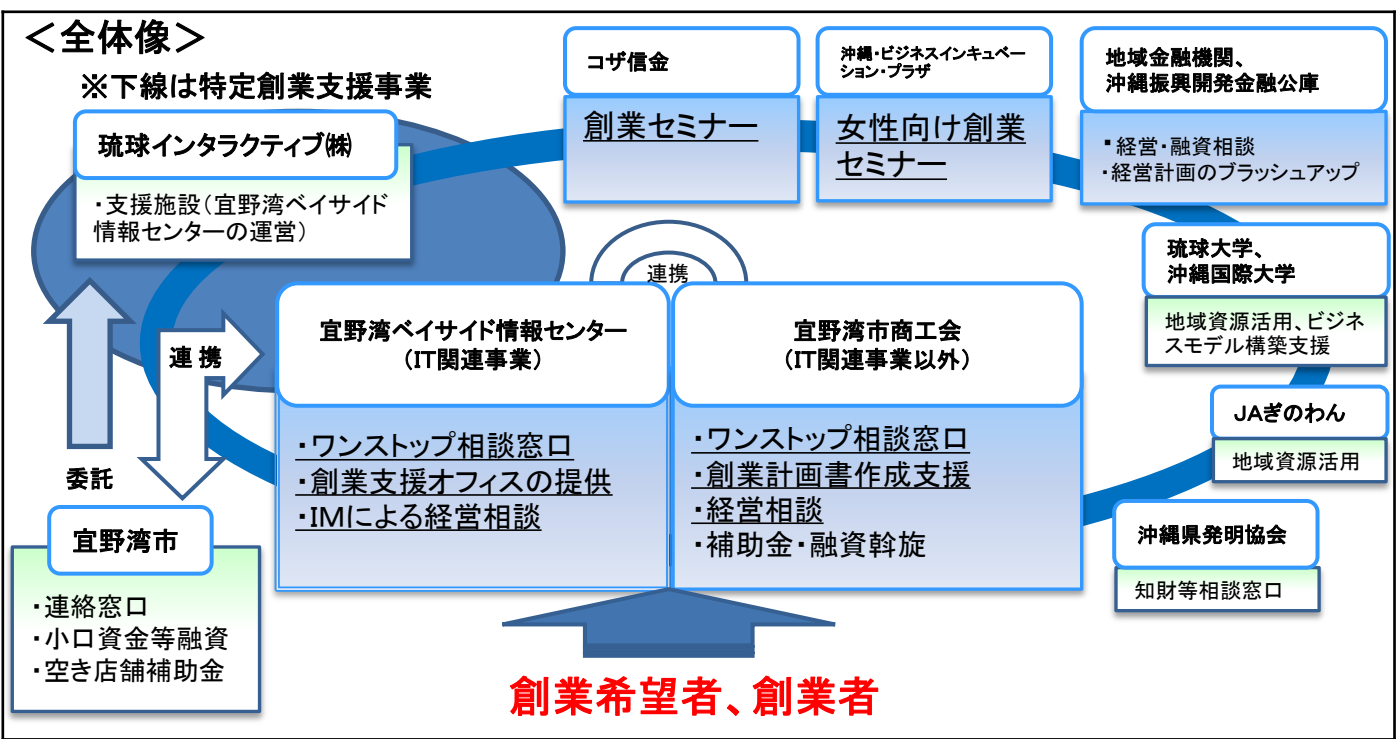 ＜全体像＞
※下線は特定創業支援事業
琉球インタラクティブ㈱
・支援施設（宜野湾ベイサイド
情報センターの運営）
コザ信金
創業セミナー
沖縄・ビジネスインキュベー
ション・プラザ
女性向け創業
セミナー
地域金融機関、
沖縄振興開発金融公庫
・経営・融資相談
・経営計画のブラッシュアップ
琉球大学、
沖縄国際大学
地域資源活用、ビジネ
スモデル構築支援
JAぎのわん
地域資源活用
沖縄県発明協会
知財等相談窓口
連携
宜野湾ベイサイド情報センター
（IT関連事業）
・ワンストップ相談窓口
・創業支援オフィスの提供
・IMによる経営相談
宜野湾市商工会
（IT関連事業以外）
・ワンストップ相談窓口
・創業計画書作成支援
・経営相談
・補助金・融資斡旋
連 携
委託
宜野湾市
・連絡窓口
・小口資金等融資
・空き店舗補助金
創業希望者、創業者